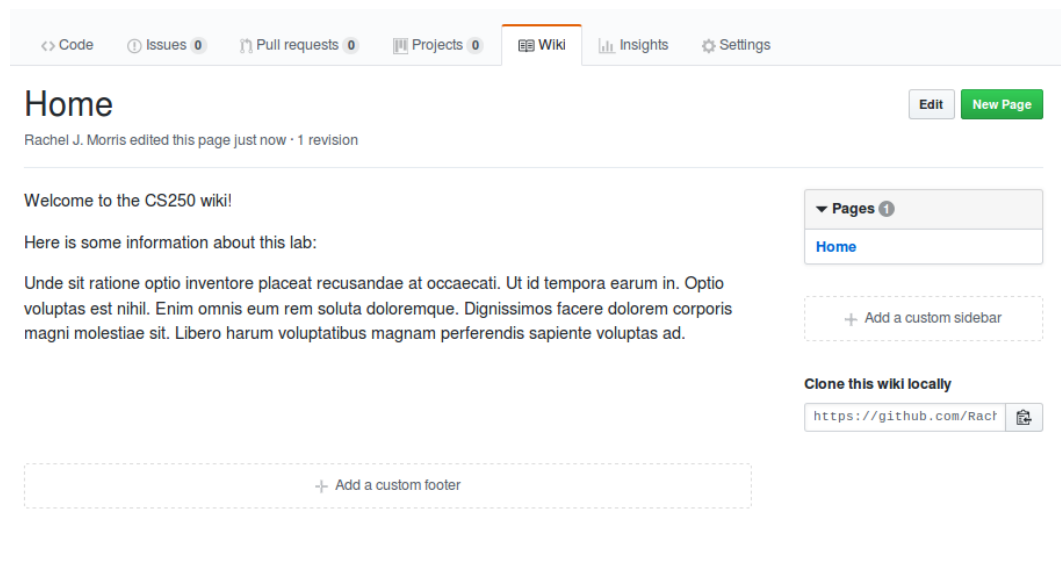 Code Issues 0 Pull requests 0 Projects 0 Wiki Insights Settings
Home
Edit New Page
Rachel J. Morris edited this page just now · 1 revision
Welcome to the CS250 wiki!
Here is some information about this lab:
Unde sit ratione optio inventore placeat recusandae at occaecati. Ut id tempora earum in. Optio
voluptas est nihil. Enim omnis eum rem soluta doloremque. Dignissimos facere dolorem corporis
magni molestiae sit. Libero harum voluptatibus magnam perferendis sapiente voluptas ad.
Pages 1
Home
Add a custom sidebar
Clone this wiki locally
https://github.com/Rach
Add a custom footer